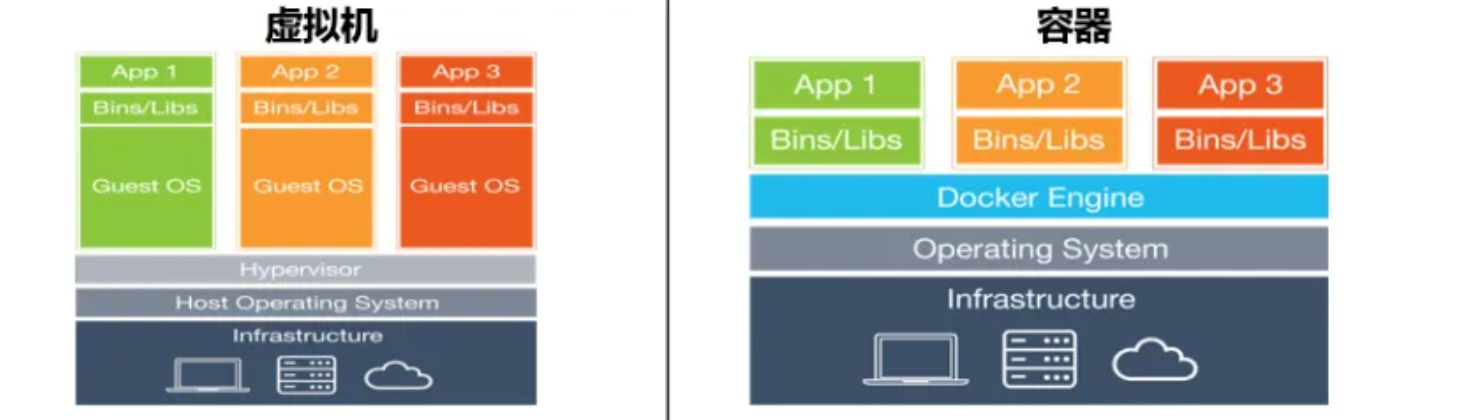 虚拟机
App 1
App 2
App 3
Bins/Libs
Bins/Libs
Bins/Libs
Guest OS
Guest OS
Guest OS
Hypervisor
Host Operating System
Infrastructure
容器
App 1
App 2
App 3
Bins/Libs
Bins/Libs
Bins/Libs
Docker Engine
Operating System
Infrastructure